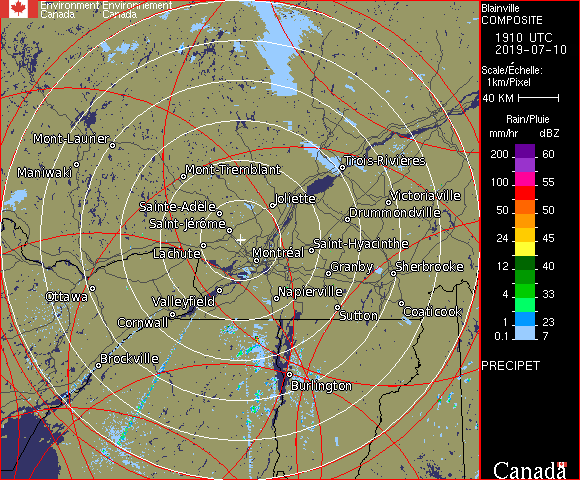 Environment Environnement
Canada Canada
Blainville
COMPOSITE
1910 UTC
2019-07-10
Scale/Échelle:
1km/Pixel
40 KM
Rain/Pluie
mm/hr dBZ
200 60
100 55
50 50
24 45
12 40
4 33
1 23
0.1 7
PRECIPET
Canada
Mont-Laurier
Maniwaki
Mont-Tremblant
Trois-Rivières
Sainte-Adèle
Joliette
Victoriaville
Saint-Jérôme
Drummondville
Lachute
Montréal
Saint-Hyacinthe
Granby
Sherbrooke
Ottawa
Valleyfield
Napierville
Cornwall
Sutton
Coaticook
Brockville
Burlington